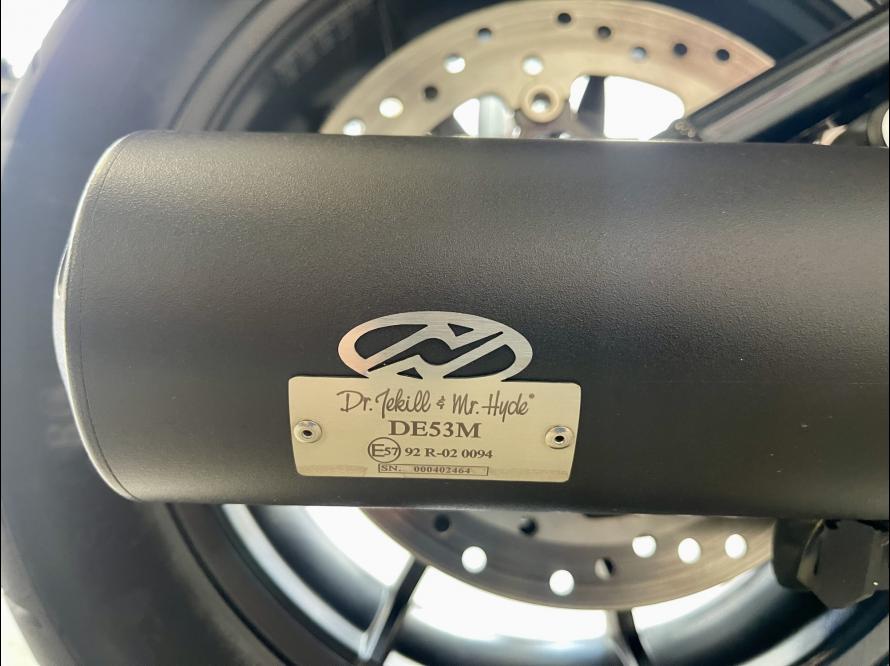 Dr. Jekill & Mr. Hyde®
DE53M
E57 92 R-02 0094
SN. 000402464